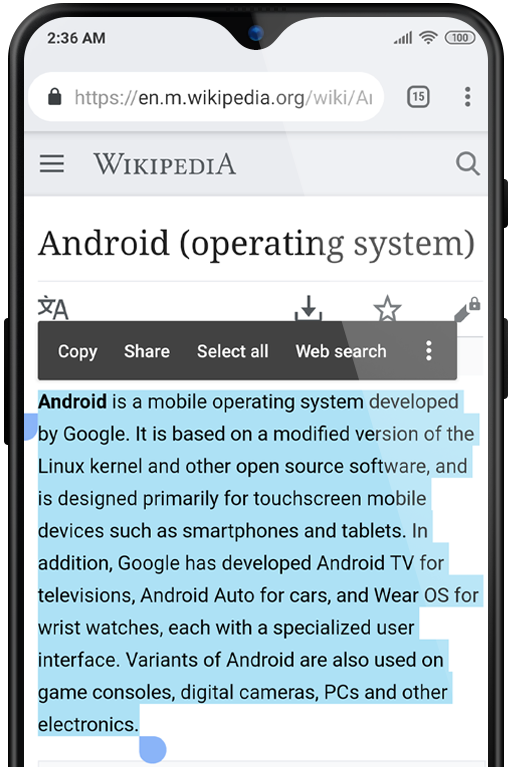 2:36 AM 100
https://en.m.wikipedia.org/wiki/A
15
WIKIPEDIA
Android (operating system)
文A
Copy Share Select all Web search
Android is a mobile operating system developed
by Google. It is based on a modified version of the
Linux kernel and other open source software, and
is designed primarily for touchscreen mobile
devices such as smartphones and tablets. In
addition, Google has developed Android TV for
televisions, Android Auto for cars, and Wear OS for
wrist watches, each with a specialized user
interface. Variants of Android are also used on
game consoles, digital cameras, PCs and other
electronics.